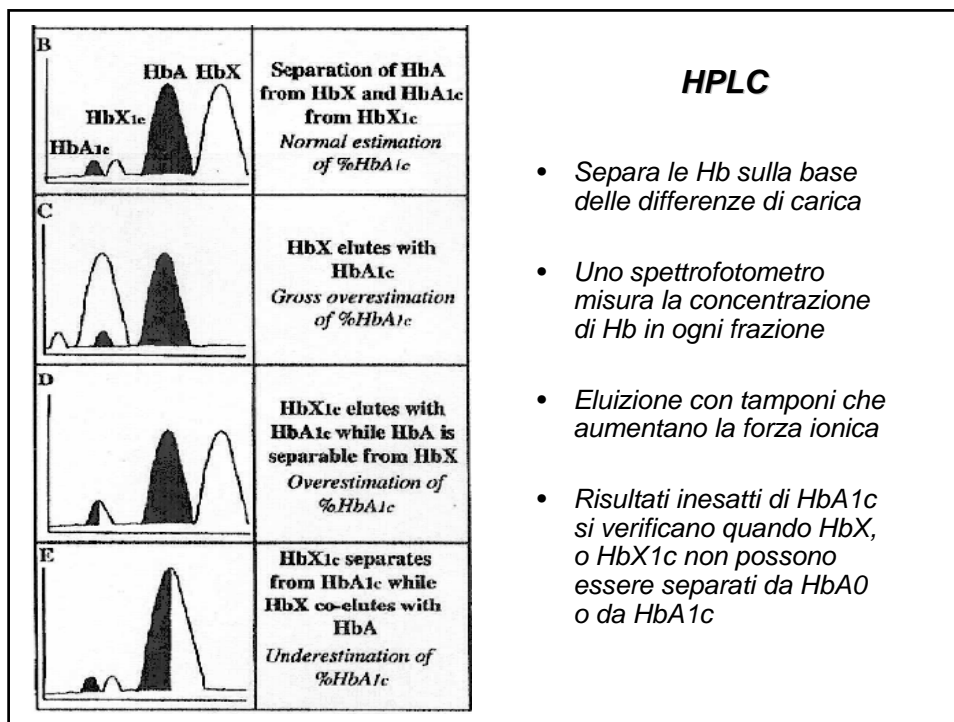 B
HbA HbX
HbX1c
HbA1c
Separation of HbA
from HbX and HbA1c
from HbX1c
Normal estimation
of %HbA1c
C
HbX elutes with
HbA1c
Gross overestimation
of %HbA1c
D
HbX1c elutes with
HbA1c while HbA is
separable from HbX
Overestimation of
%HbA1c
E
HbX1c separates
from HbA1c while
HbX co-elutes with
HbA
Underestimation of
%HbA1c
HPLC
• Separa le Hb sulla base
delle differenze di carica
• Uno spettrofotometro
misura la concentrazione
di Hb in ogni frazione
• Eluizione con tamponi che
aumentano la forza ionica
• Risultati inesatti di HbA1c
si verificano quando HbX,
o HbX1c non possono
essere separati da HbA0
o da HbA1c